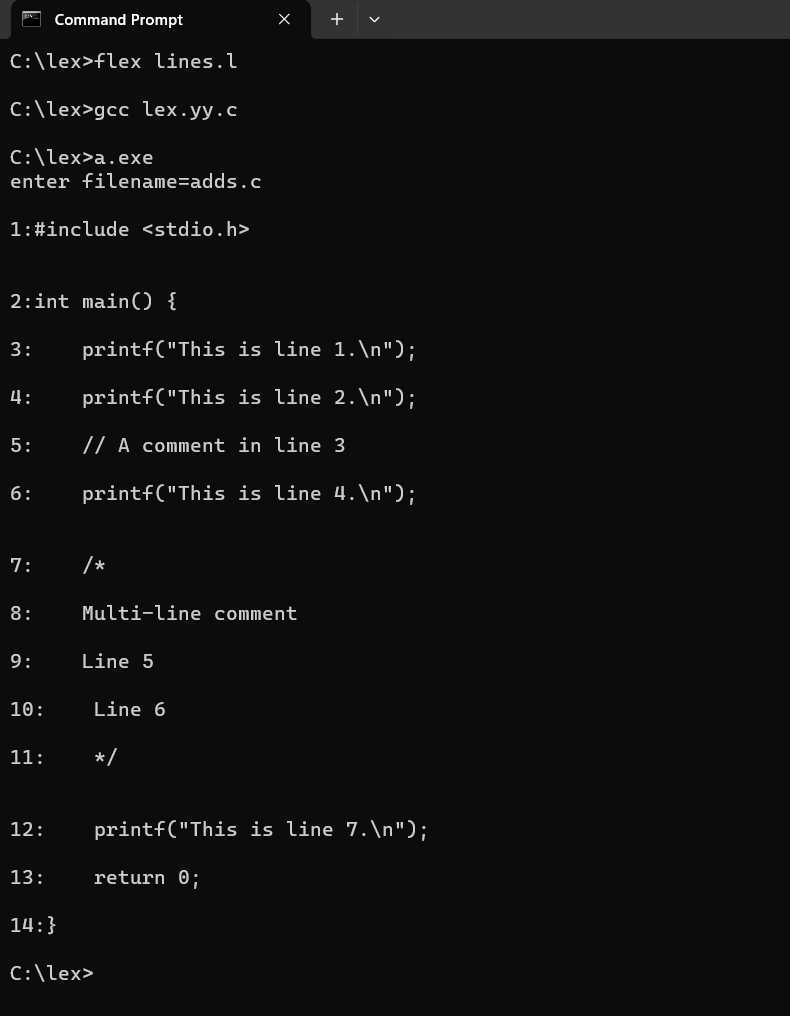 Command Prompt
C:\lex>flex lines.l
C:\lex>gcc lex.yy.c
C:\lex>a.exe
enter filename=adds.c
1:#include <stdio.h>
2:int main() {
3:    printf("This is line 1.\n");
4:    printf("This is line 2.\n");
5:    // A comment in line 3
6:    printf("This is line 4.\n");
7:    /*
8:    Multi-line comment
9:    Line 5
10:    Line 6
11:    */
12:    printf("This is line 7.\n");
13:    return 0;
14:}
C:\lex>